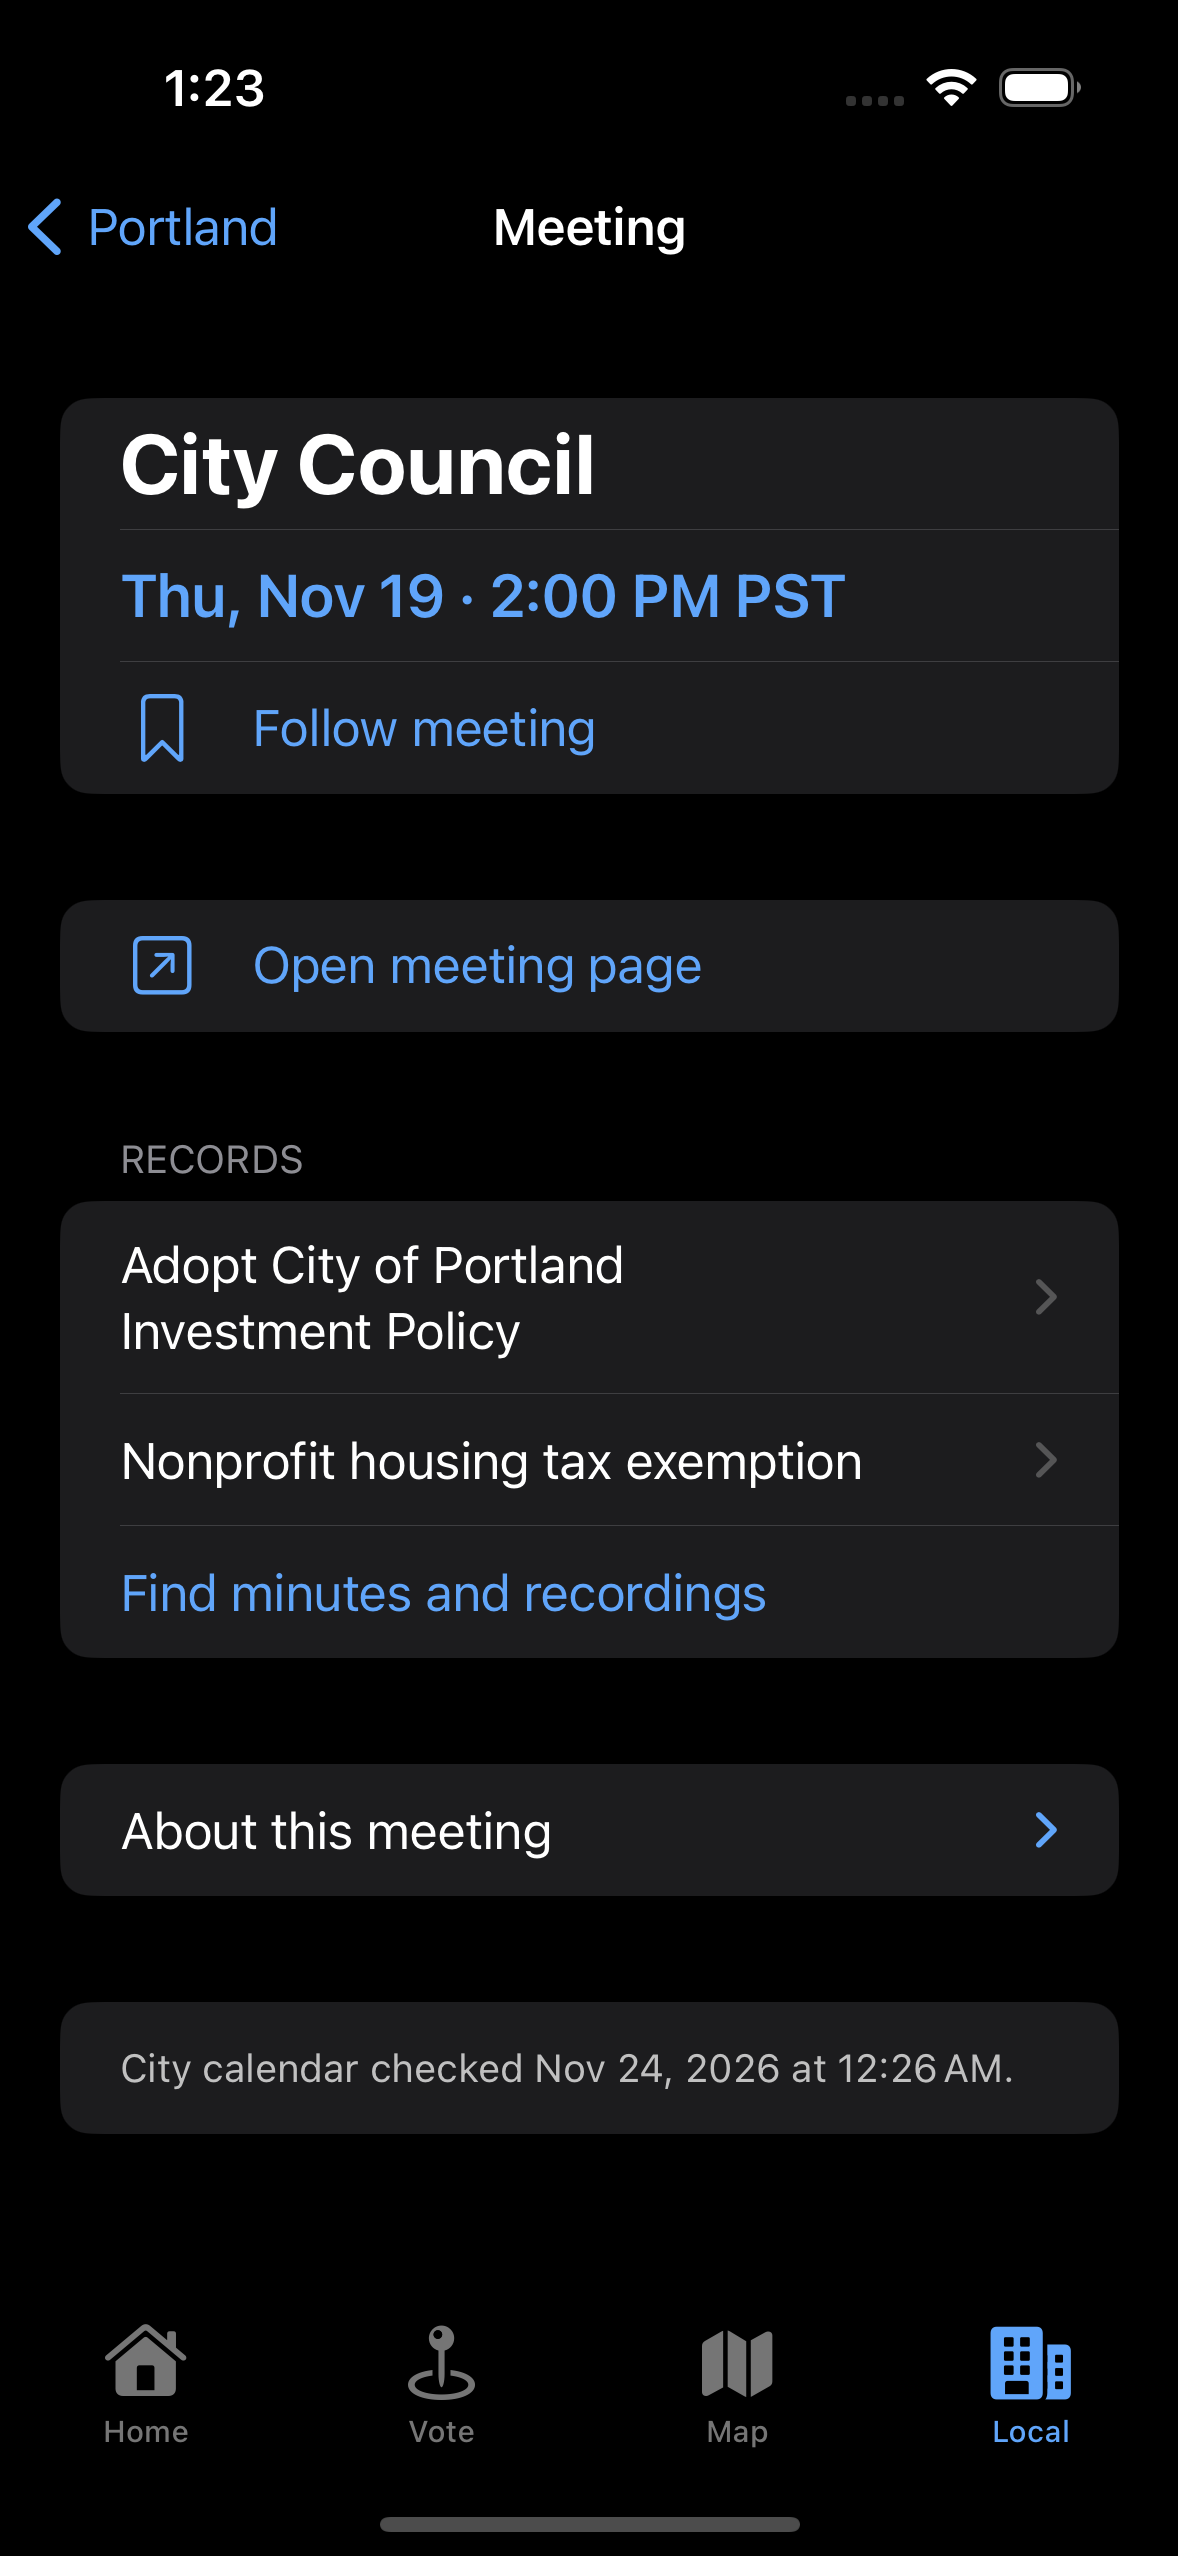 1:23
Portland
Meeting
City Council
Thu, Nov 19 · 2:00 PM PST
Follow meeting
Open meeting page
RECORDS
Adopt City of Portland
Investment Policy
Nonprofit housing tax exemption
Find minutes and recordings
About this meeting
City calendar checked Nov 24, 2026 at 12:26 AM.
Home
Vote
Map
Local